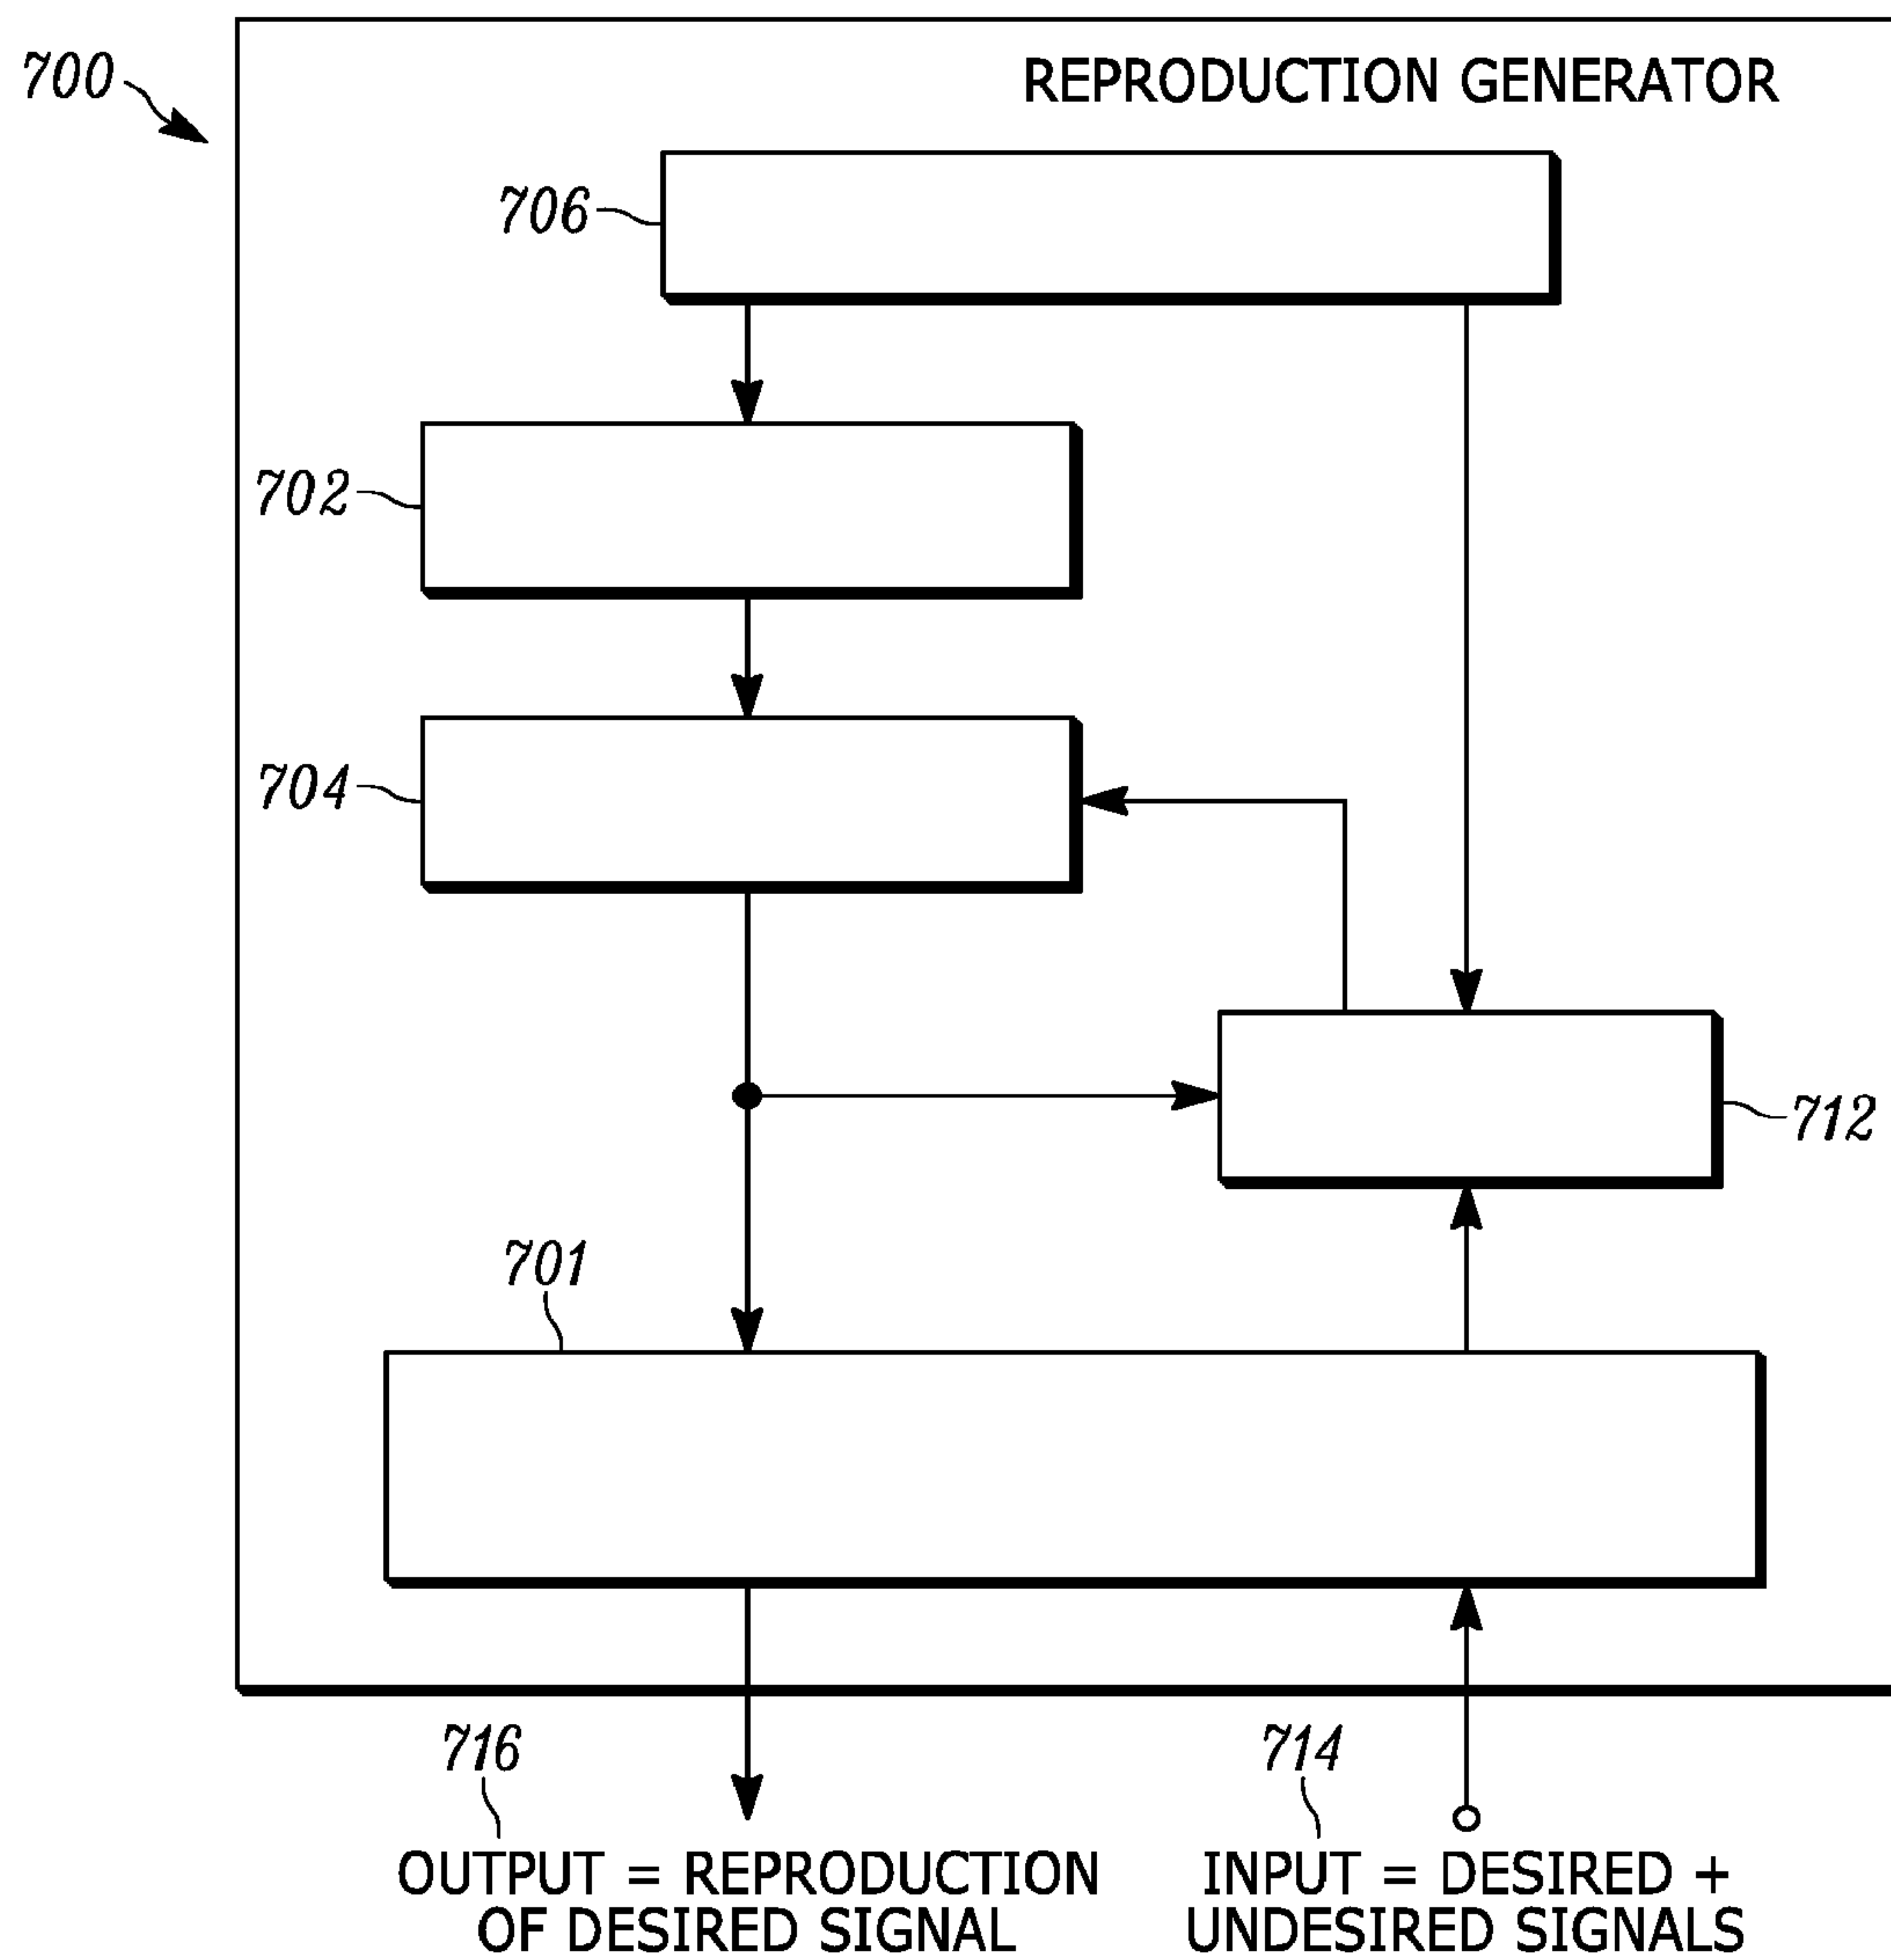 700
REPRODUCTION GENERATOR
706
702
704
712
701
716
714
OUTPUT = REPRODUCTION
OF DESIRED SIGNAL
INPUT = DESIRED +
UNDESIRED SIGNALS